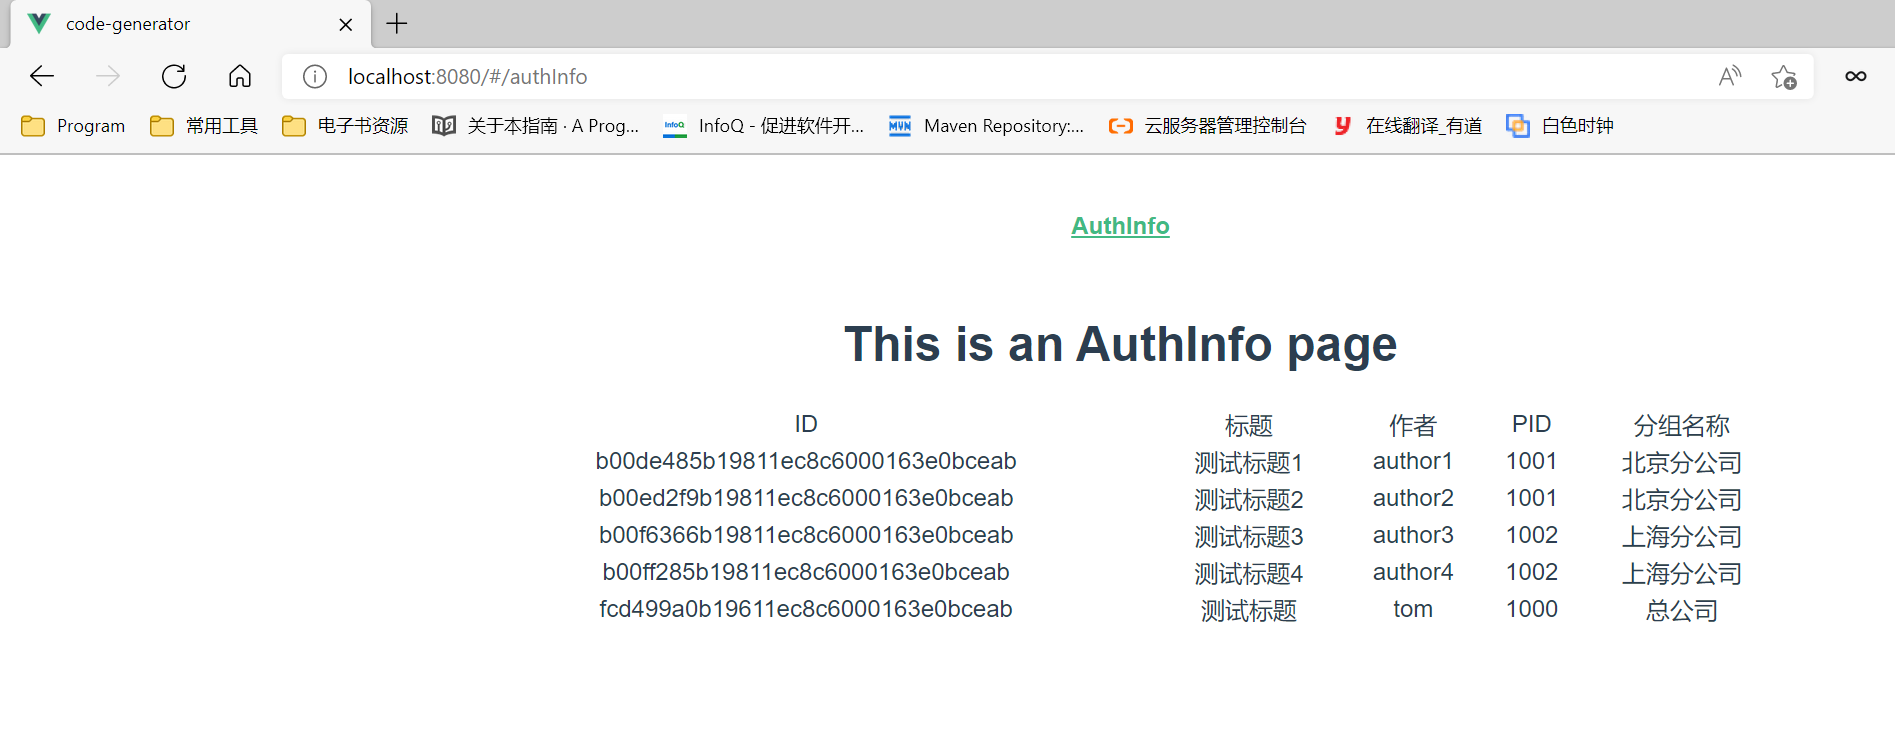 code-generator
localhost:8080/#/authInfo
Program 常用工具 电子书资源 关于本指南 · A Prog... InfoQ InfoQ - 促进软件开... MVN Maven Repository:... 云服务器管理控制台 y 在线翻译_有道 白色时钟
AuthInfo
This is an AuthInfo page
ID 标题 作者 PID 分组名称
b00de485b19811ec8c6000163e0bceab 测试标题1 author1 1001 北京分公司
b00ed2f9b19811ec8c6000163e0bceab 测试标题2 author2 1001 北京分公司
b00f6366b19811ec8c6000163e0bceab 测试标题3 author3 1002 上海分公司
b00ff285b19811ec8c6000163e0bceab 测试标题4 author4 1002 上海分公司
fcd499a0b19611ec8c6000163e0bceab 测试标题 tom 1000 总公司